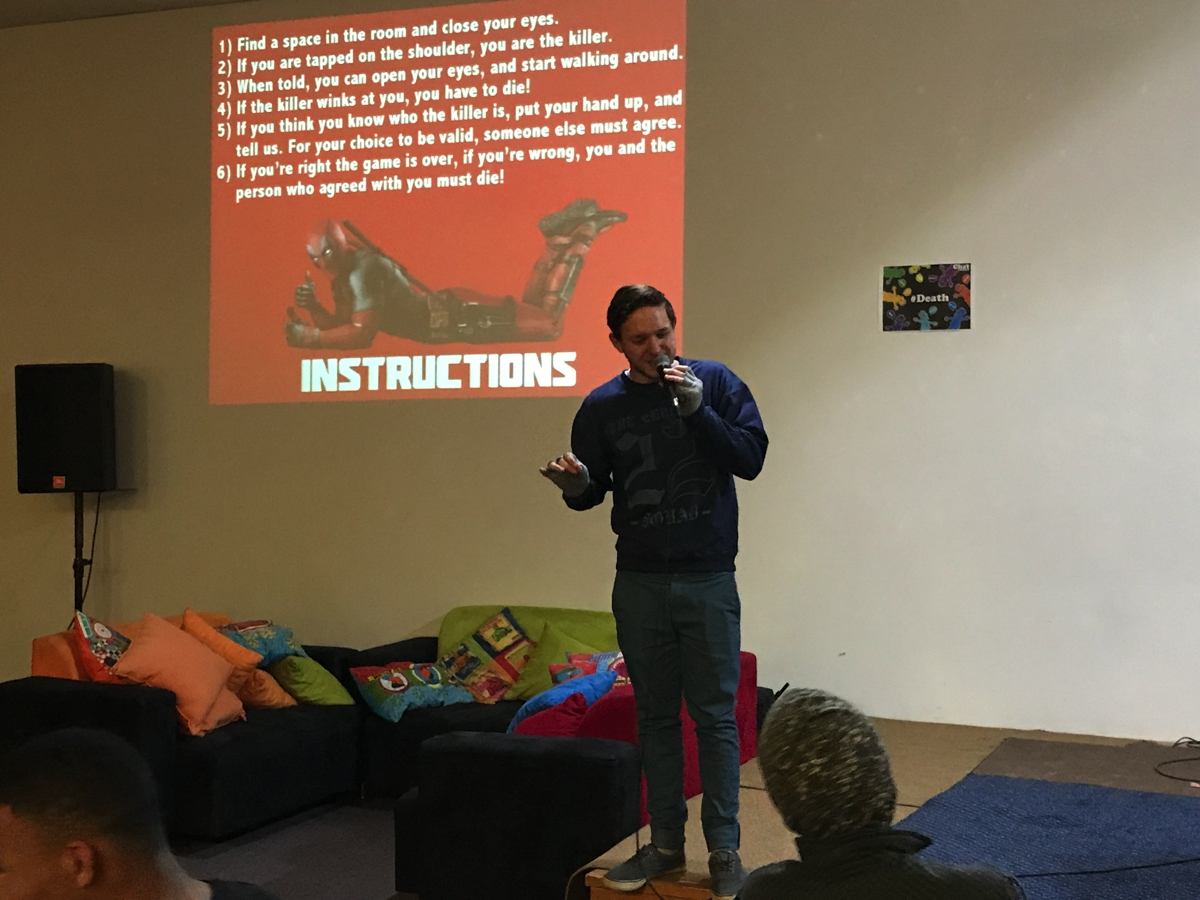 1) Find a space in the room and close your eyes.
2) If you are tapped on the shoulder, you are the killer.
3) When told, you can open your eyes, and start walking around.
4) If the killer winks at you, you have to die!
5) If you think you know who the killer is, put your hand up, and
tell us. For your choice to be valid, someone else must agree.
6) If you're right the game is over, if you're wrong, you and the
person who agreed with you must die!
INSTRUCTIONS
#Death
JBL
- SQUAD -